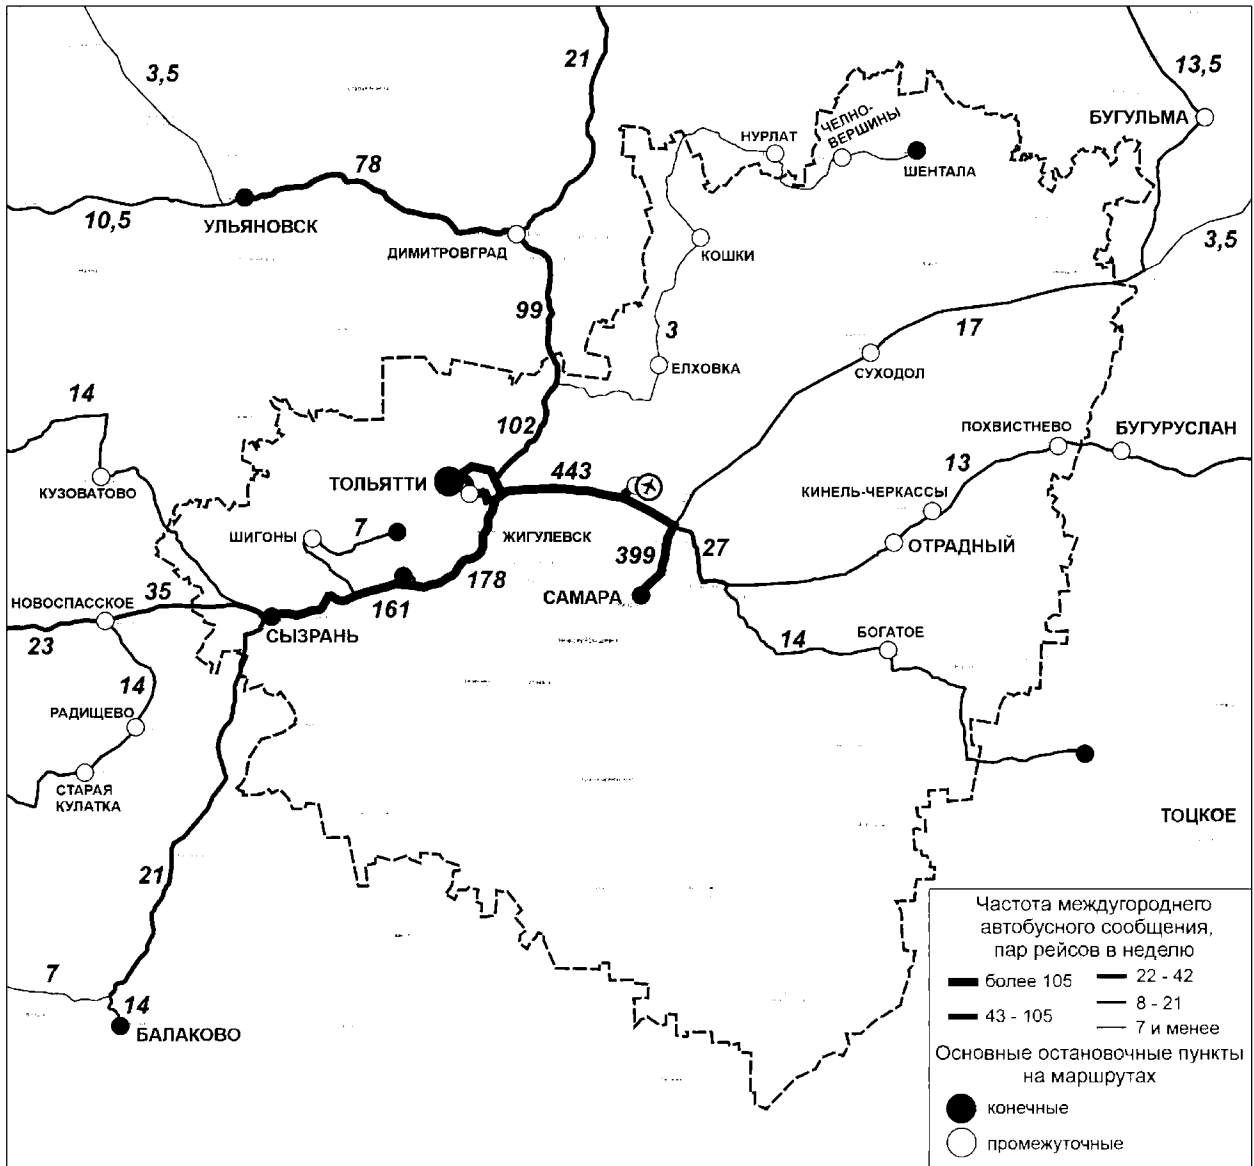 3,5
21
13,5
БУГУЛЬМА
НУРЛАТ
ЧЕЛНО-
ВЕРШИНЫ
ШЕНТАЛА
78
10,5
УЛЬЯНОВСК
ДИМИТРОВГРАД
КОШКИ
3,5
99
3
17
ЕЛХОВКА
СУХОДОЛ
14
102
ПОХВИСТНЕВО
БУГУРУСЛАН
КУЗОВАТОВО
ТОЛЬЯТТИ
443
13
КИНЕЛЬ-ЧЕРКАССЫ
ШИГОНЫ
7
ЖИГУЛЕВСК
399
27
ОТРАДНЫЙ
178
НОВОСПАССКОЕ
35
161
САМАРА
23
СЫЗРАНЬ
14
БОГАТОЕ
14
РАДИЩЕВО
СТАРАЯ
КУЛАТКА
ТОЦКОЕ
21
7
14
БАЛАКОВО
Частота междугороднего
автобусного сообщения,
пар рейсов в неделю
более 105
22 - 42
43 - 105
8 - 21
7 и менее
Основные остановочные пункты
на маршрутах
конечные
промежуточные